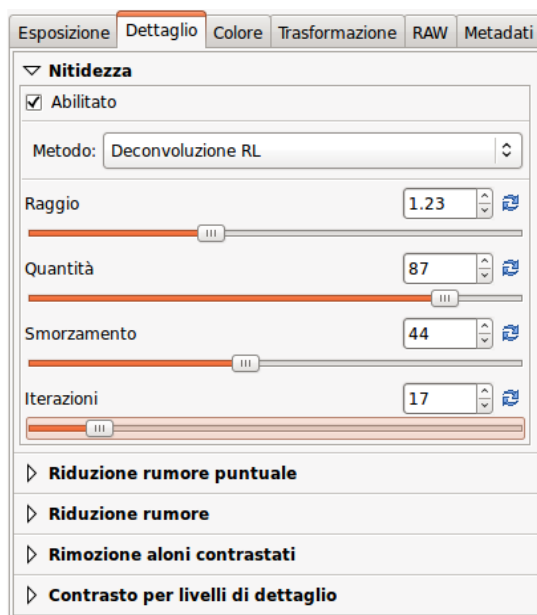 Esposizione Dettaglio Colore Trasformazione RAW Metadati
Nitidezza
Abilitato
Metodo: Deconvoluzione RL
Raggio 1.23
Quantità 87
Smorzamento 44
Iterazioni 17
Riduzione rumore puntuale
Riduzione rumore
Rimozione aloni contrastati
Contrasto per livelli di dettaglio